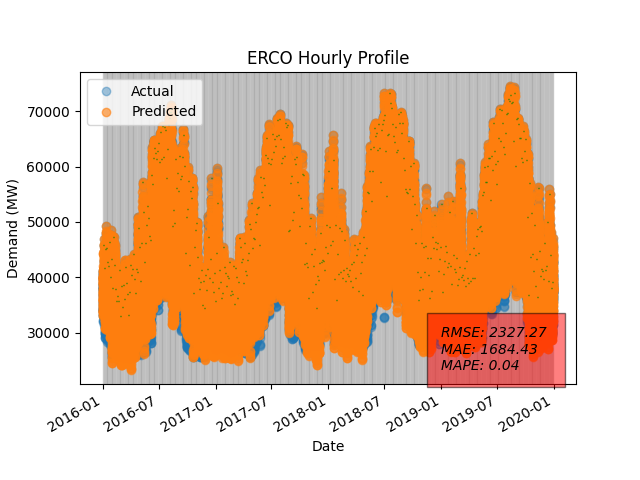 ERCO Hourly Profile
Actual
Predicted
Demand (MW)
70000
60000
50000
40000
30000
RMSE: 2327.27
MAE: 1684.43
MAPE: 0.04
2016-01
2016-07
2017-01
2017-07
2018-01
2018-07
2019-01
2019-07
2020-01
Date